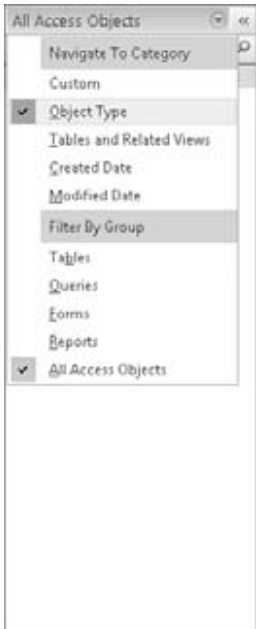 All Access Objects
Navigate To Category
Custom
Object Type
Tables and Related Views
Created Date
Modified Date
Filter By Group
Tables
Queries
Forms
Reports
All Access Objects